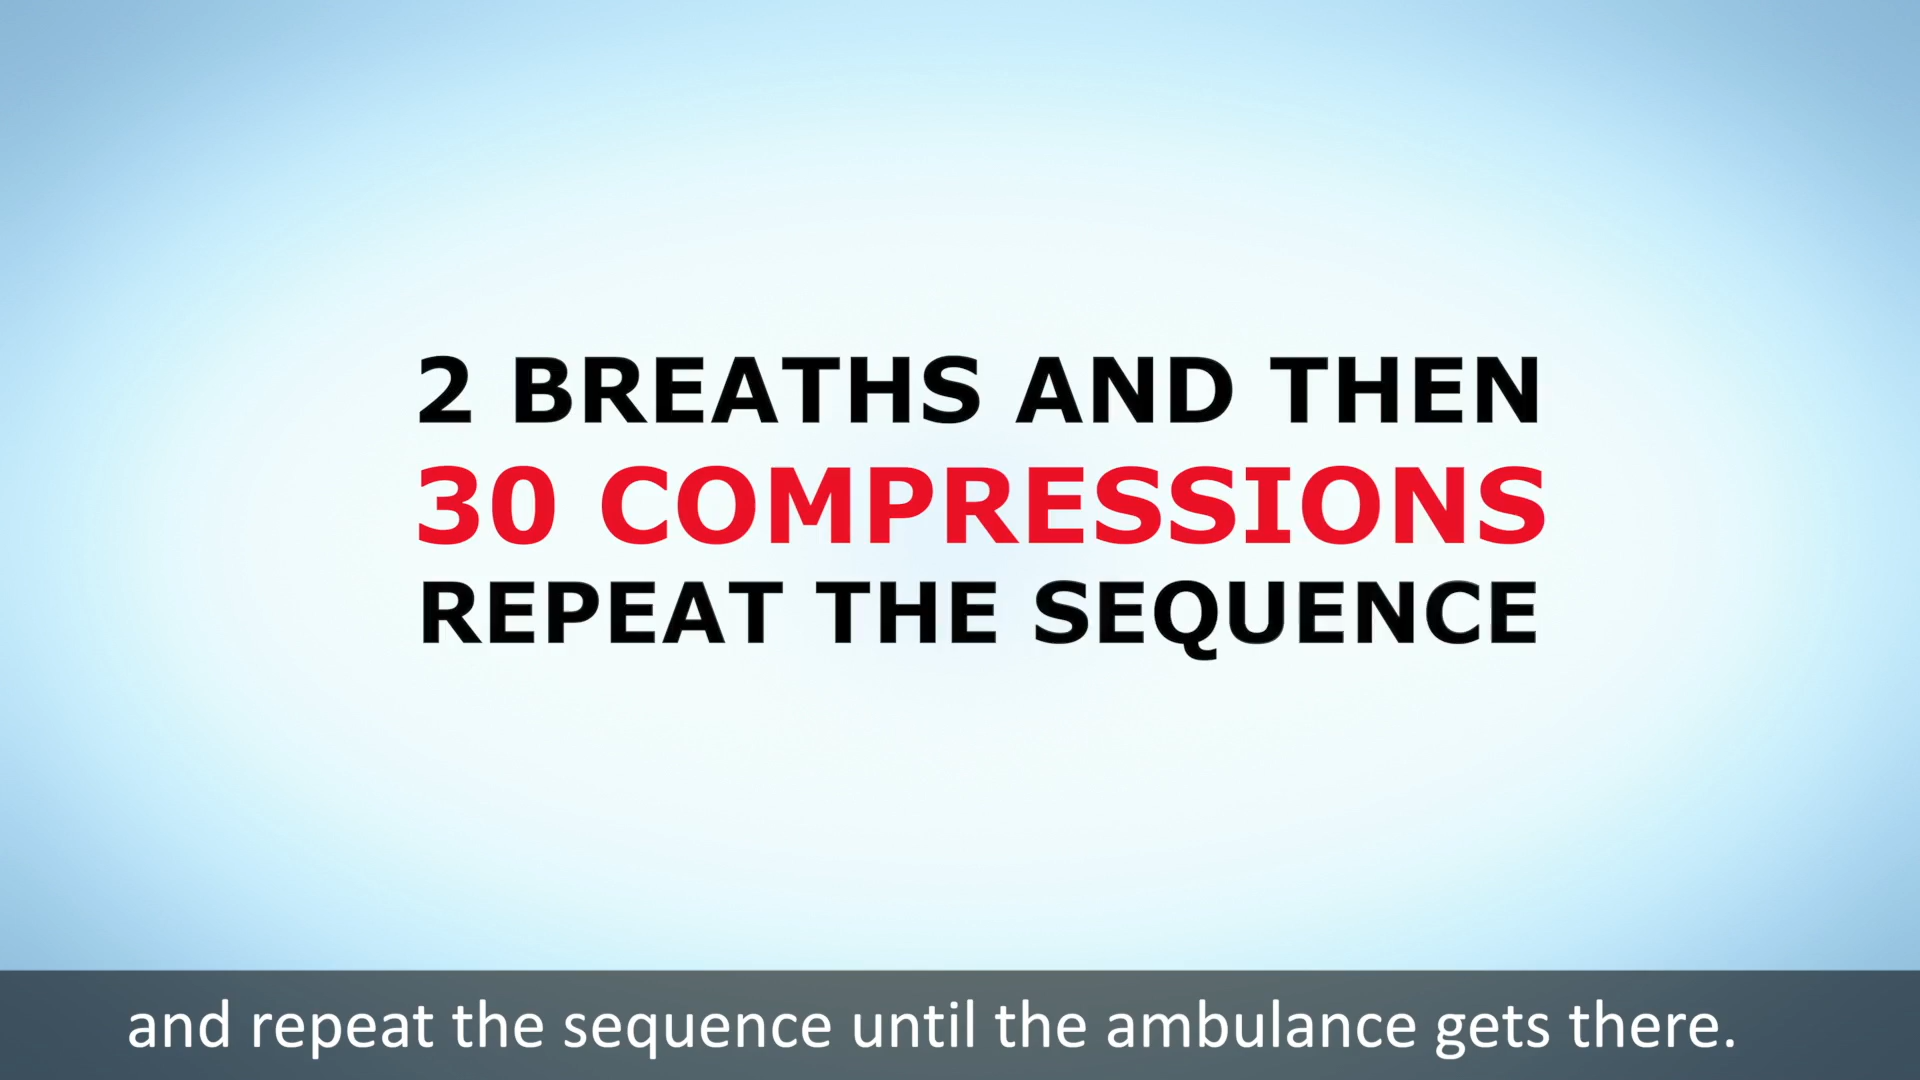 2 BREATHS AND THEN
30 COMPRESSIONS
REPEAT THE SEQUENCE
and repeat the sequence until the ambulance gets there.